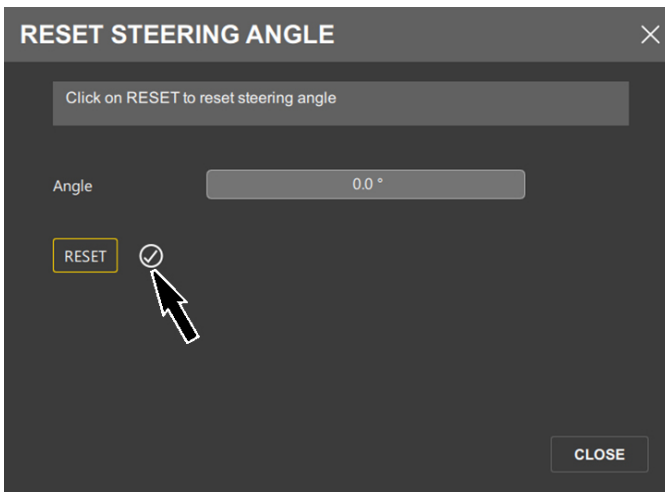 RESET STEERING ANGLE
Click on RESET to reset steering angle
Angle
0.0 °
RESET
CLOSE